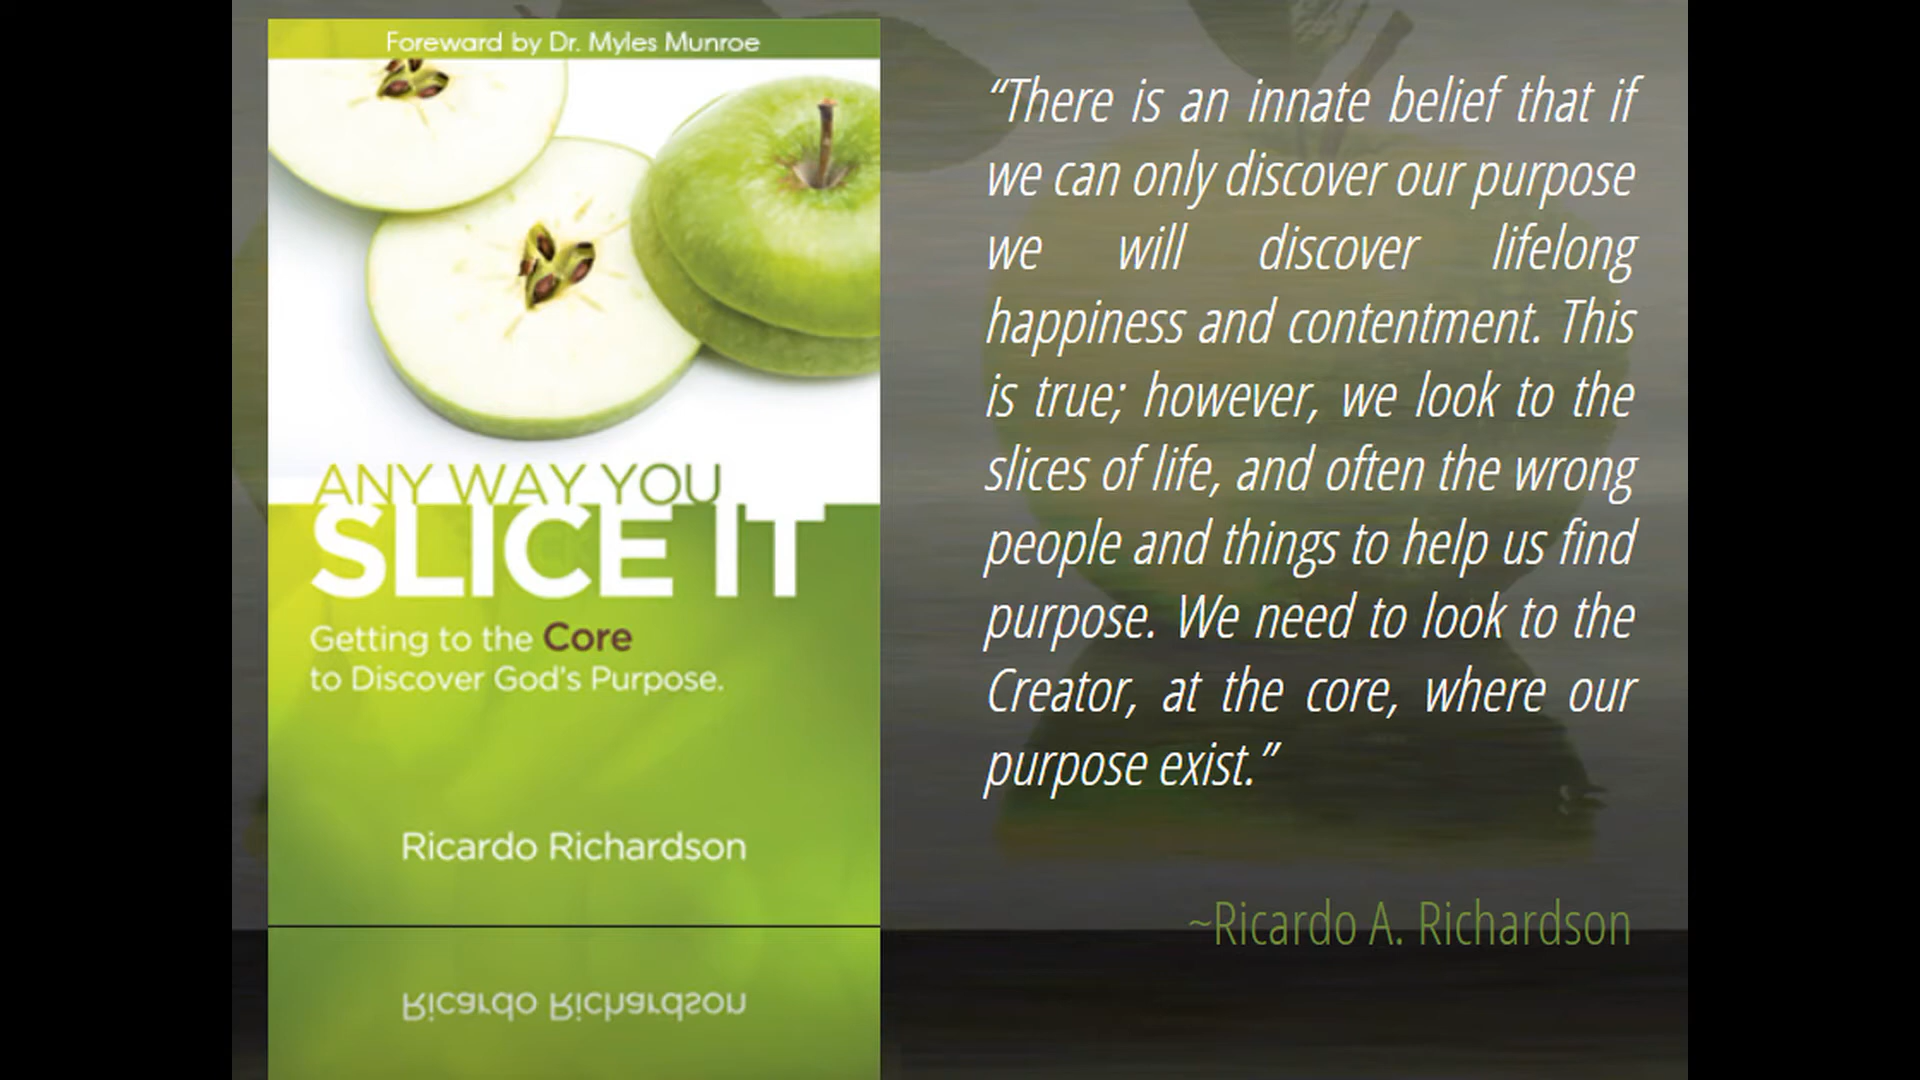 Foreward by Dr. Myles Munroe
ANY WAY YOU
SLICE IT
Getting to the Core
to Discover God's Purpose.
Ricardo Richardson
Ricardo Richardson
“There is an innate belief that if
we can only discover our purpose
we will discover lifelong
happiness and contentment. This
is true; however, we look to the
slices of life, and often the wrong
people and things to help us find
purpose. We need to look to the
Creator, at the core, where our
purpose exist.”
~Ricardo A. Richardson